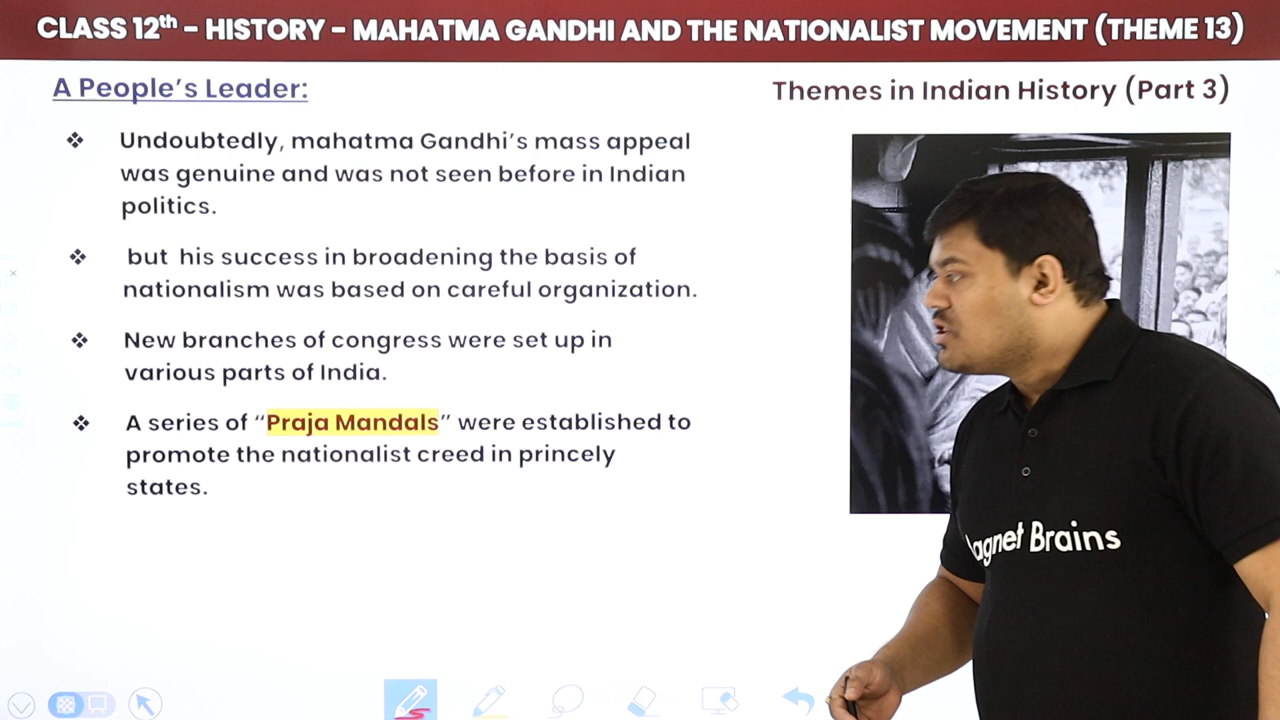 CLASS 12th – HISTORY – MAHATMA GANDHI AND THE NATIONALIST MOVEMENT (THEME 13)
A People's Leader:
Themes in Indian History (Part 3)
❖ Undoubtedly, mahatma Gandhi's mass appeal
was genuine and was not seen before in Indian
politics.
❖ but his success in broadening the basis of
nationalism was based on careful organization.
❖ New branches of congress were set up in
various parts of India.
❖ A series of “Praja Mandals” were established to
promote the nationalist creed in princely
states.
agnet Brains